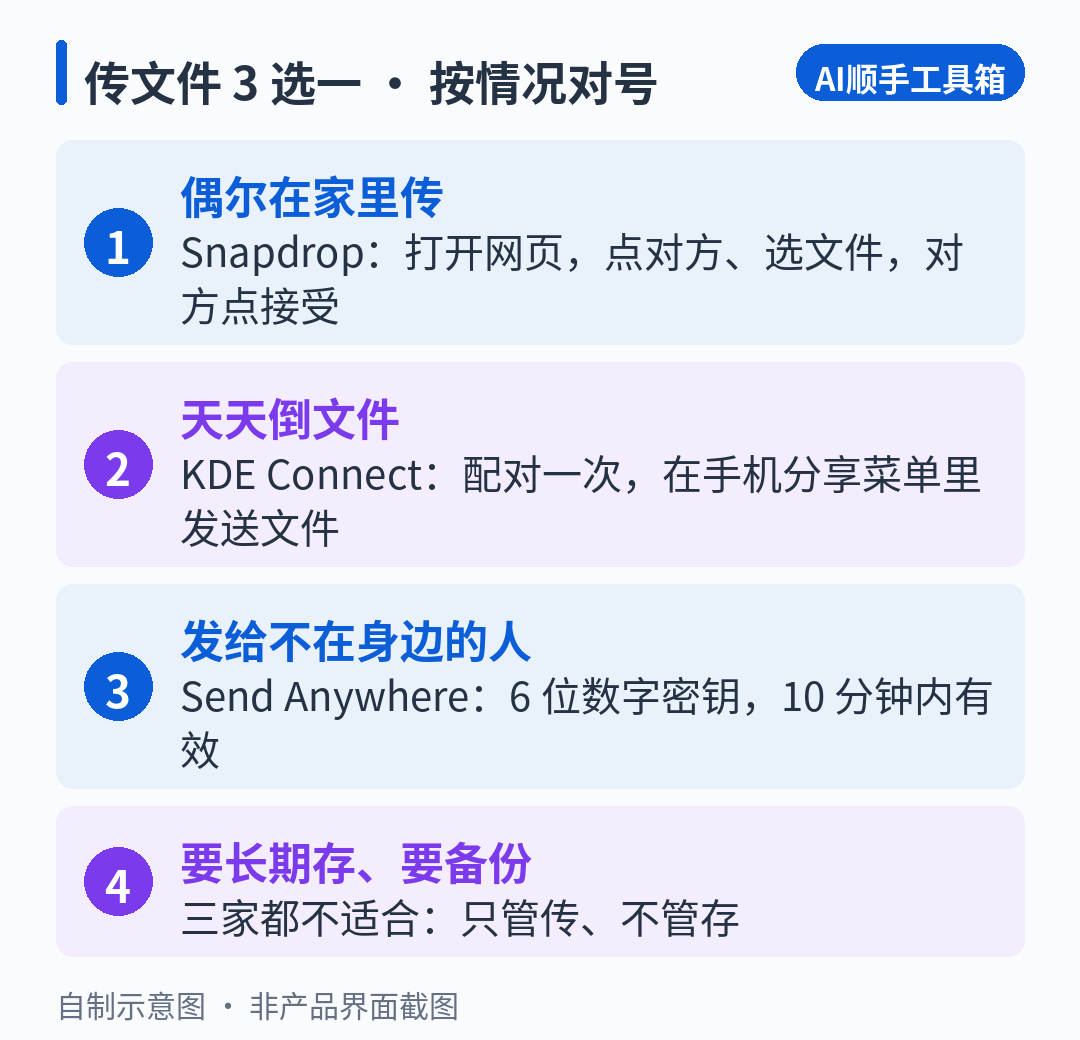 传文件 3 选一 · 按情况对号
AI顺手工具箱
1
偶尔在家里传
Snapdrop：打开网页，点对方、选文件，对
方点接受
2
天天倒文件
KDE Connect：配对一次，在手机分享菜单里
发送文件
3
发给不在身边的人
Send Anywhere：6 位数字密钥，10 分钟内有
效
4
要长期存、要备份
三家都不适合：只管传、不管存
自制示意图 · 非产品界面截图